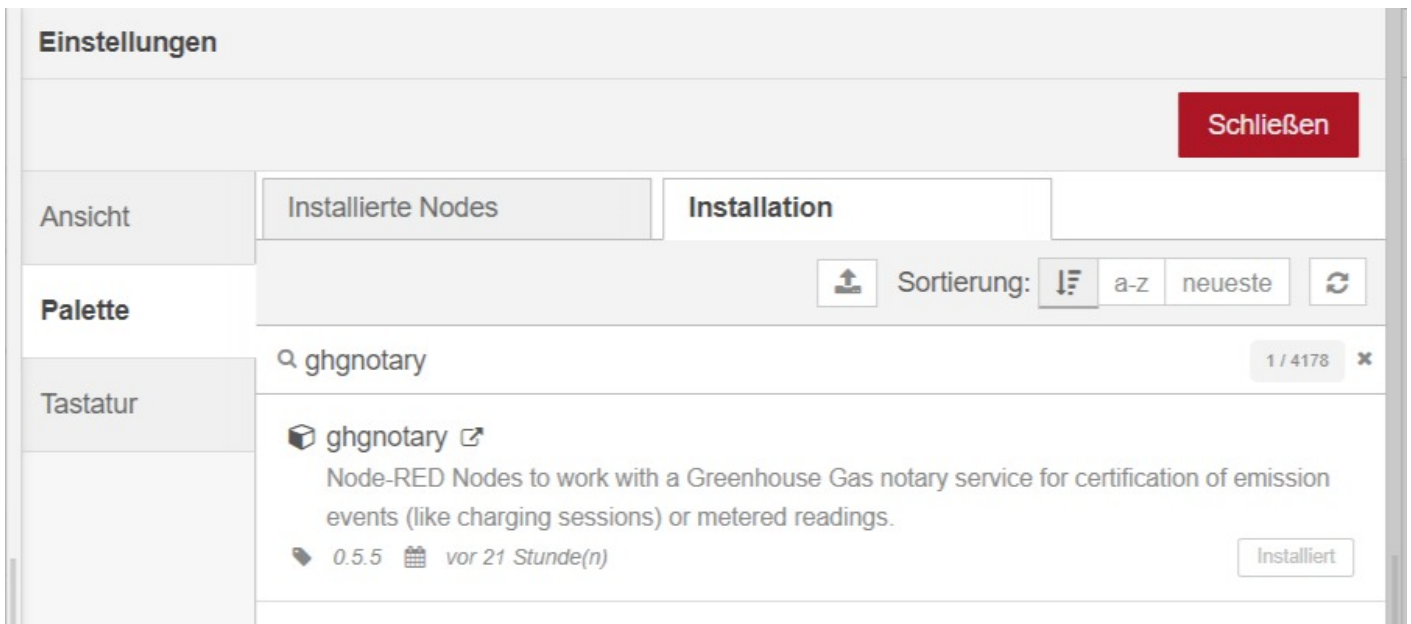 Einstellungen
Schließen
Ansicht
Palette
Tastatur
Installierte Nodes
Installation
Sortierung: a-z neueste
ghgnotary 1 / 4178
ghgnotary
Node-RED Nodes to work with a Greenhouse Gas notary service for certification of emission
events (like charging sessions) or metered readings.
0.5.5 vor 21 Stunde(n)
Installiert